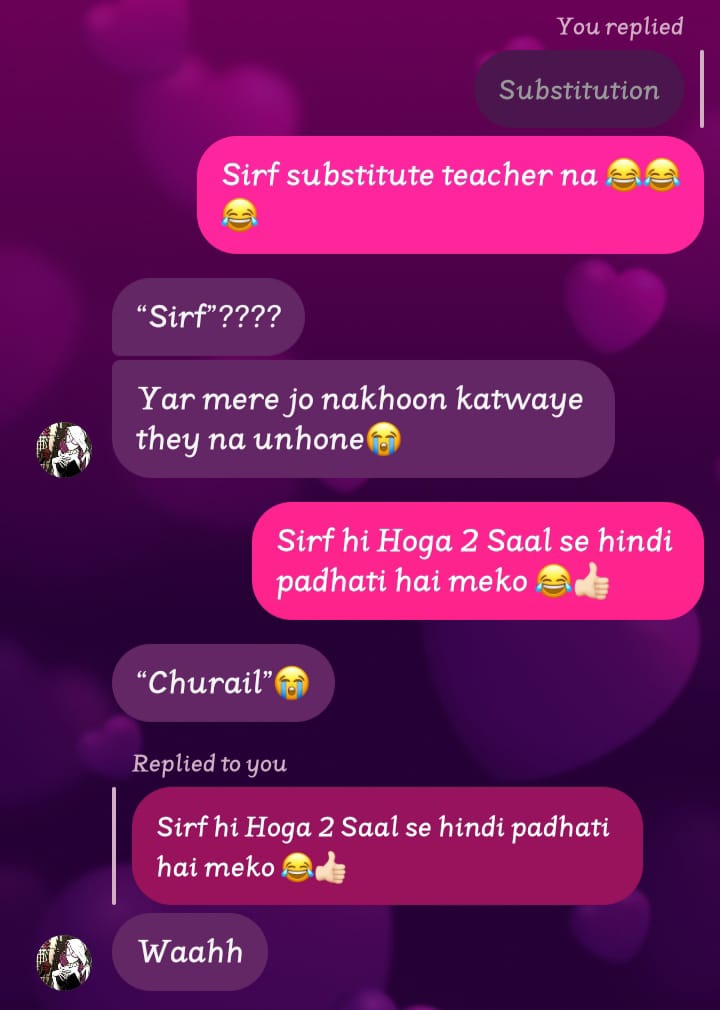 You replied
Substitution
Sirf substitute teacher na 😂😂
😂
“Sirf”????
Yar mere jo nakhoon katwaye
they na unhone😭
Sirf hi Hoga 2 Saal se hindi
padhati hai meko 😂👍🏻
“Churail”😭
Replied to you
Sirf hi Hoga 2 Saal se hindi padhati
hai meko 😂👍🏻
Waahh